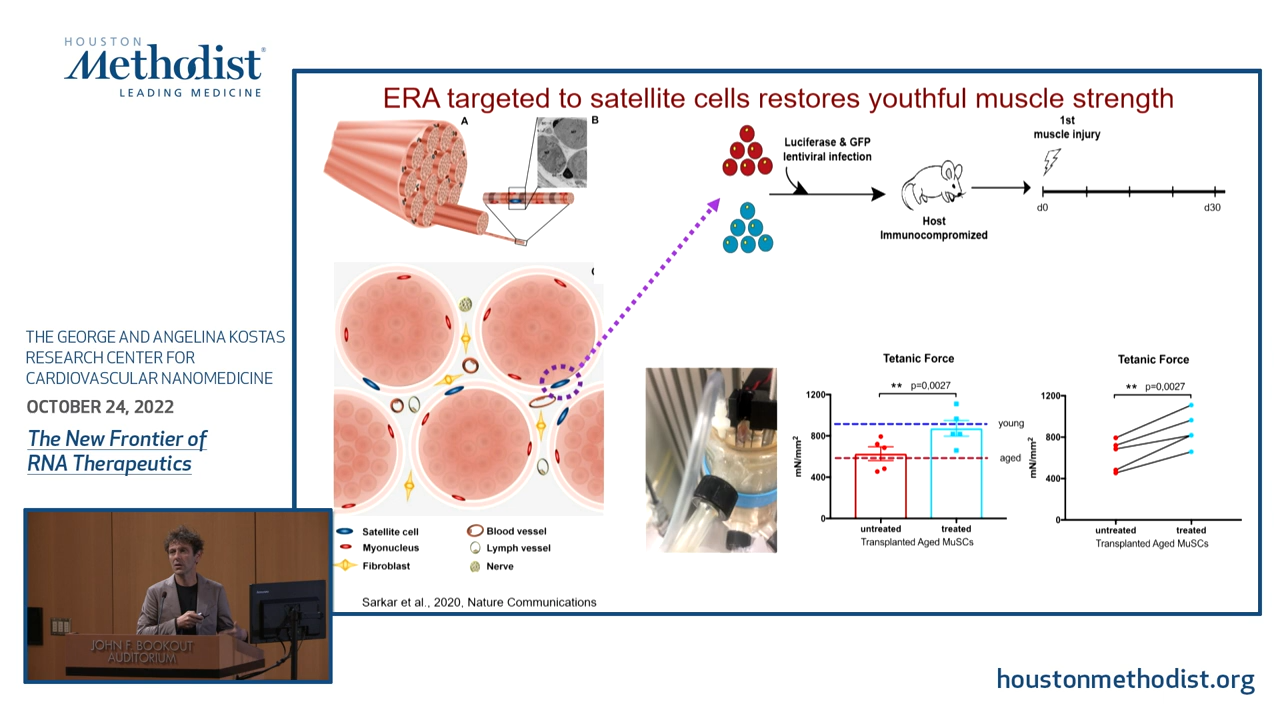 HOUSTON
Methodist®
LEADING MEDICINE
THE GEORGE AND ANGELINA KOSTAS
RESEARCH CENTER FOR
CARDIOVASCULAR NANOMEDICINE
OCTOBER 24, 2022
The New Frontier of
RNA Therapeutics
JOHN F. BOOKOUT
AUDITORIUM
ERA targeted to satellite cells restores youthful muscle strength
A
B
Satellite cell
Myonucleus
Fibroblast
Blood vessel
Lymph vessel
Nerve
Sarkar et al., 2020, Nature Communications
Luciferase & GFP
lentiviral infection
Host
Immunocompromized
1st
muscle injury
d0
d30
Tetanic Force
** p=0,0027
1200
800
400
0
mN/mm²
young
aged
untreated
treated
Transplanted Aged MuSCs
Tetanic Force
** p=0,0027
1200
800
400
0
mN/mm²
untreated
treated
Transplanted Aged MuSCs
houstonmethodist.org